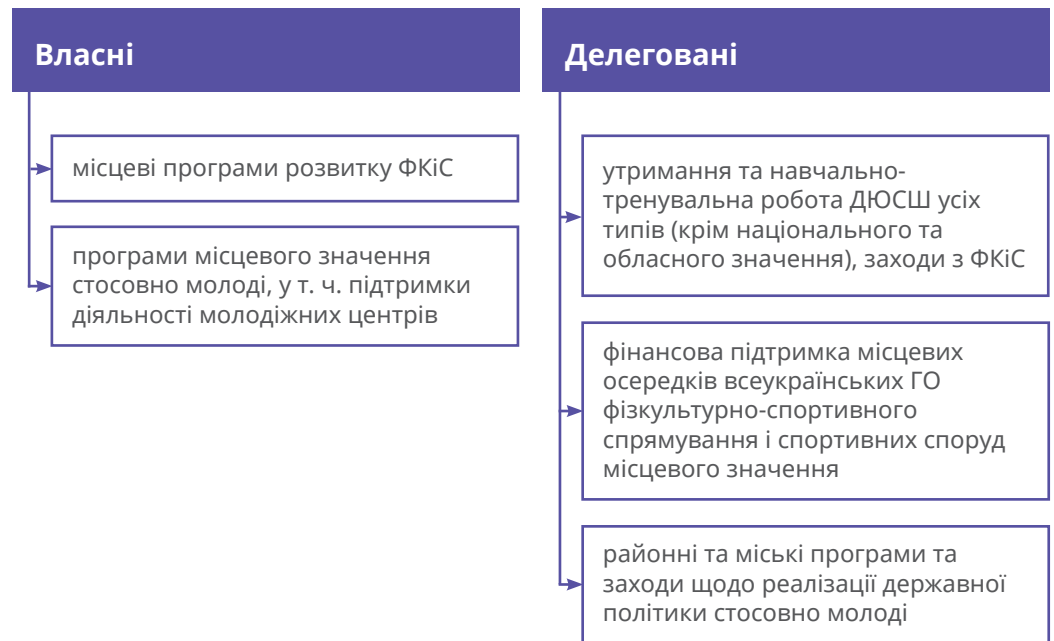 Власні
місцеві програми розвитку ФКіС
програми місцевого значення
стосовно молоді, у т. ч. підтримки
діяльності молодіжних центрів
Делеговані
утримання та навчально-
тренувальна робота ДЮСШ усіх
типів (крім національного та
обласного значення), заходи з ФКіС
фінансова підтримка місцевих
осередків всеукраїнських ГО
фізкультурно-спортивного
спрямування і спортивних споруд
місцевого значення
районні та міські програми та
заходи щодо реалізації державної
політики стосовно молоді